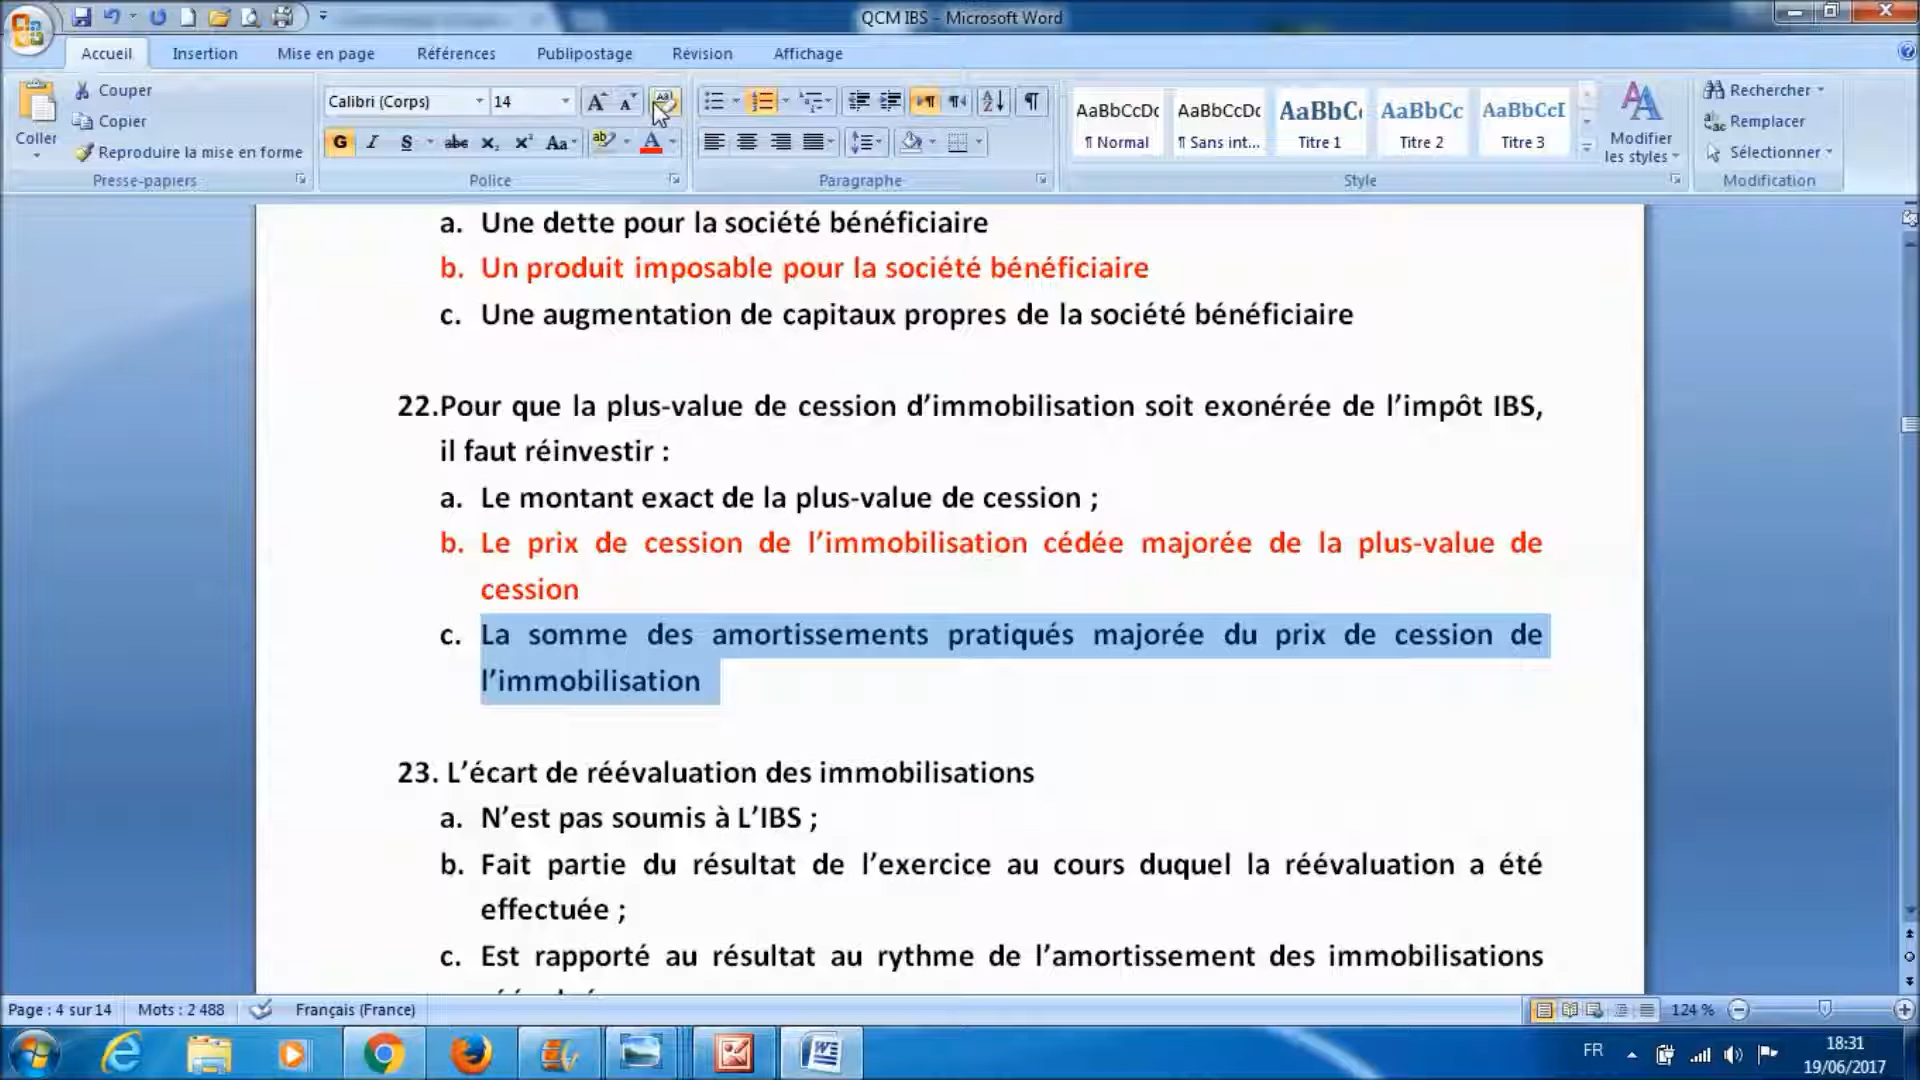 QCM IBS - Microsoft Word
Accueil Insertion Mise en page Références Publipostage Révision Affichage
Coller
Couper
Copier
Reproduire la mise en forme
Presse-papiers
Calibri (Corps) 14
G I S abc x₂ x² Aa
Police
Paragraphe
AaBbCcDc AaBbCcDc AaBbC AaBbCc AaBbCcI
¶ Normal ¶ Sans int... Titre 1 Titre 2 Titre 3
Modifier
les styles
Style
Rechercher
Remplacer
Sélectionner
Modification
a. Une dette pour la société bénéficiaire
b. Un produit imposable pour la société bénéficiaire
c. Une augmentation de capitaux propres de la société bénéficiaire
22.Pour que la plus-value de cession d’immobilisation soit exonérée de l’impôt IBS,
il faut réinvestir :
a. Le montant exact de la plus-value de cession ;
b. Le prix de cession de l’immobilisation cédée majorée de la plus-value de
cession
c. La somme des amortissements pratiqués majorée du prix de cession de
l’immobilisation
23. L’écart de réévaluation des immobilisations
a. N’est pas soumis à L’IBS ;
b. Fait partie du résultat de l’exercice au cours duquel la réévaluation a été
effectuée ;
c. Est rapporté au résultat au rythme de l’amortissement des immobilisations
Page : 4 sur 14 Mots : 2 488 Français (France) 124 %
FR 18:31
19/06/2017